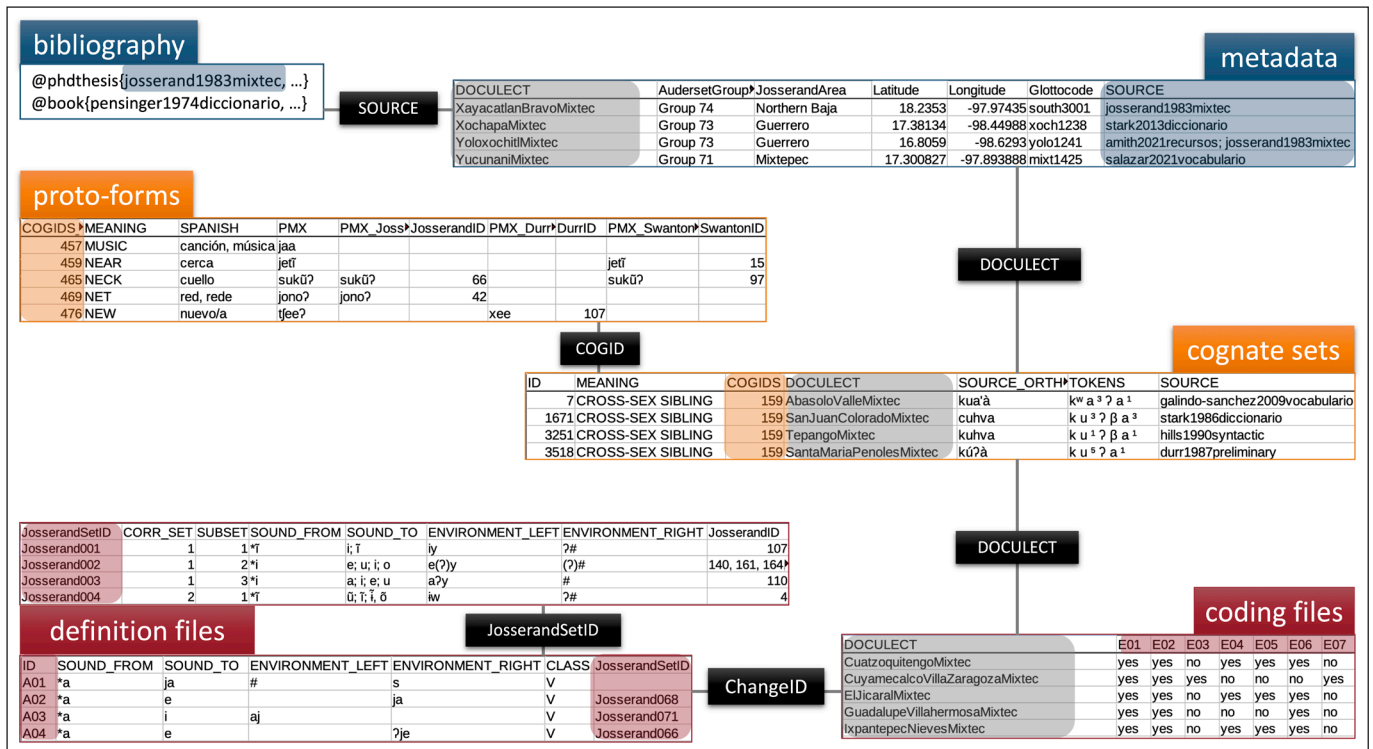 bibliography
@phdthesis{josserand1983mixtec, ...}
@book{pensinger1974diccionario, ...}
SOURCE
metadata
DOCULECT AudersetGroup JosserandArea Latitude Longitude Glottocode SOURCE
XayacatlanBravoMixtec Group 74 Northern Baja 18.2353 -97.97435 south3001 josserand1983mixtec
XochapaMixtec Group 73 Guerrero 17.38134 -98.44988 xoch1238 stark2013diccionario
YoloxochitlMixtec Group 73 Guerrero 16.8059 -98.6293 yolo1241 amith2021recursos; josserand1983mixtec
YucunaniMixtec Group 71 Mixtepec 17.300827 -97.893888 mixt1425 salazar2021vocabulario
proto-forms
COGIDS MEANING SPANISH PMX PMX_Joss JosserandID PMX_Durr DurrID PMX_Swanton SwantonID
457 MUSIC canción, música jaa
459 NEAR cerca jetĩ jetĩ 15
465 NECK cuello sukũʔ sukũʔ 66 sukũʔ 97
469 NET red, rede jonoʔ jonoʔ 42
476 NEW nuevo/a tʃeeʔ xee 107
DOCULECT
COGID
cognate sets
ID MEANING COGIDS DOCULECT SOURCE_ORTH TOKENS SOURCE
7 CROSS-SEX SIBLING 159 AbasoloValleMixtec kua'à kʷ a ³ ʔ a ¹ galindo-sanchez2009vocabulario
1671 CROSS-SEX SIBLING 159 SanJuanColoradoMixtec cuhva k u ³ ʔ β a ³ stark1986diccionario
3251 CROSS-SEX SIBLING 159 TepangoMixtec kuhva k u ¹ ʔ β a ¹ hills1990syntactic
3518 CROSS-SEX SIBLING 159 SantaMariaPenolesMixtec kúʔà k u ⁵ ʔ a ¹ durr1987preliminary
JosserandSetID CORR_SET SUBSET SOUND_FROM SOUND_TO ENVIRONMENT_LEFT ENVIRONMENT_RIGHT JosserandID
Josserand001 1 1 *ĩ i; ĩ iy ʔ# 107
Josserand002 1 2 *i e; u; i; o e(ʔ)y (ʔ)# 140, 161, 164
Josserand003 1 3 *i a; i; e; u aʔy # 110
Josserand004 2 1 *ĩ ũ; ĩ; ɨ̃, õ ɨw ʔ# 4
DOCULECT
definition files
JosserandSetID
ID SOUND_FROM SOUND_TO ENVIRONMENT_LEFT ENVIRONMENT_RIGHT CLASS JosserandSetID
A01 *a ja # s V
A02 *a e ja V Josserand068
A03 *a i aj V Josserand071
A04 *a e ʔje V Josserand066
ChangeID
coding files
DOCULECT E01 E02 E03 E04 E05 E06 E07
CuatzoquitengoMixtec yes yes no yes yes yes no
CuyamecalcoVillaZaragozaMixtec yes yes yes no no no yes
ElJicaralMixtec yes yes no yes yes yes no
GuadalupeVillahermosaMixtec yes yes no no no yes no
IxpantepecNievesMixtec yes yes no yes yes yes no